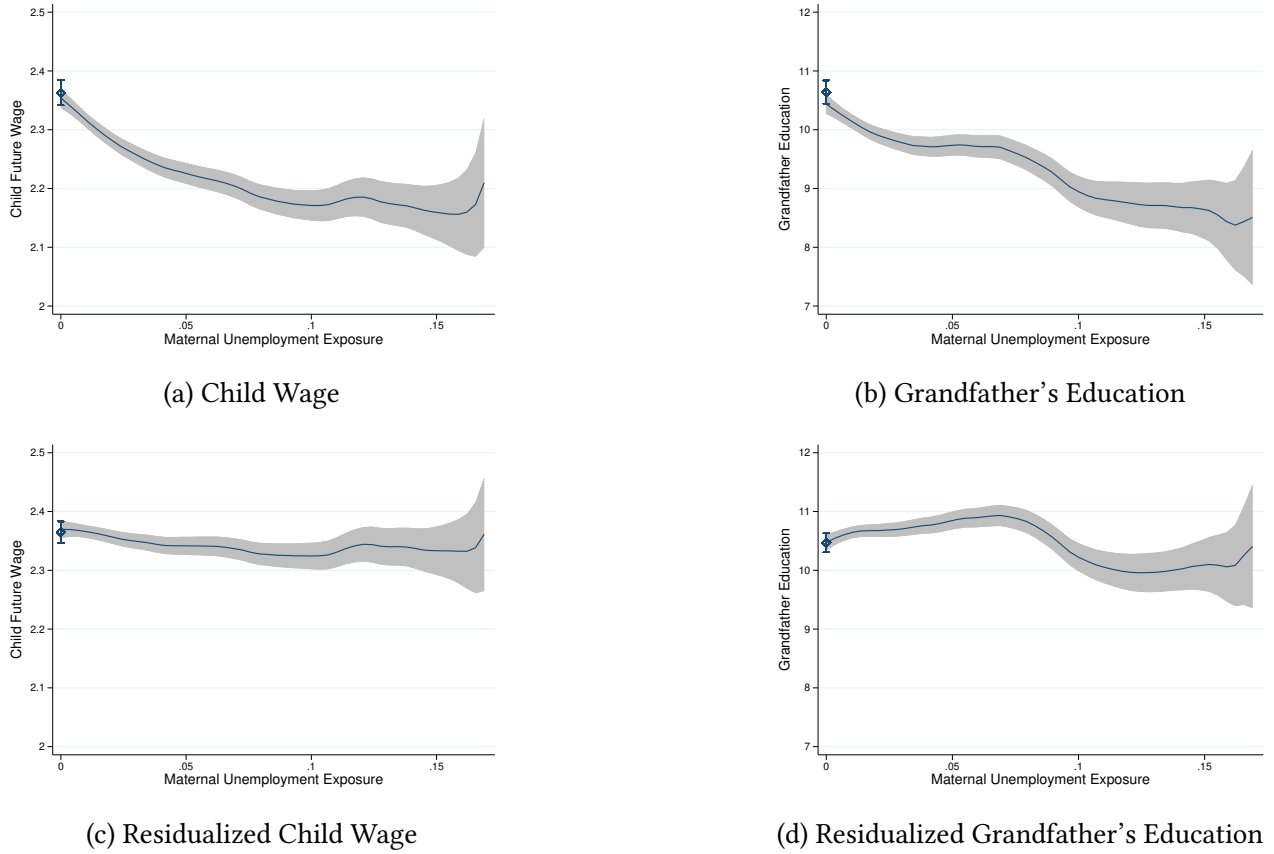 2.5
2.4
2.3
2.2
2.1
2
Child Future Wage
0 .05 .1 .15
Maternal Unemployment Exposure
(a) Child Wage
12
11
10
9
8
7
Grandfather Education
0 .05 .1 .15
Maternal Unemployment Exposure
(b) Grandfather’s Education
2.5
2.4
2.3
2.2
2.1
2
Child Future Wage
0 .05 .1 .15
Maternal Unemployment Exposure
(c) Residualized Child Wage
12
11
10
9
8
7
Grandfather Education
0 .05 .1 .15
Maternal Unemployment Exposure
(d) Residualized Grandfather’s Education